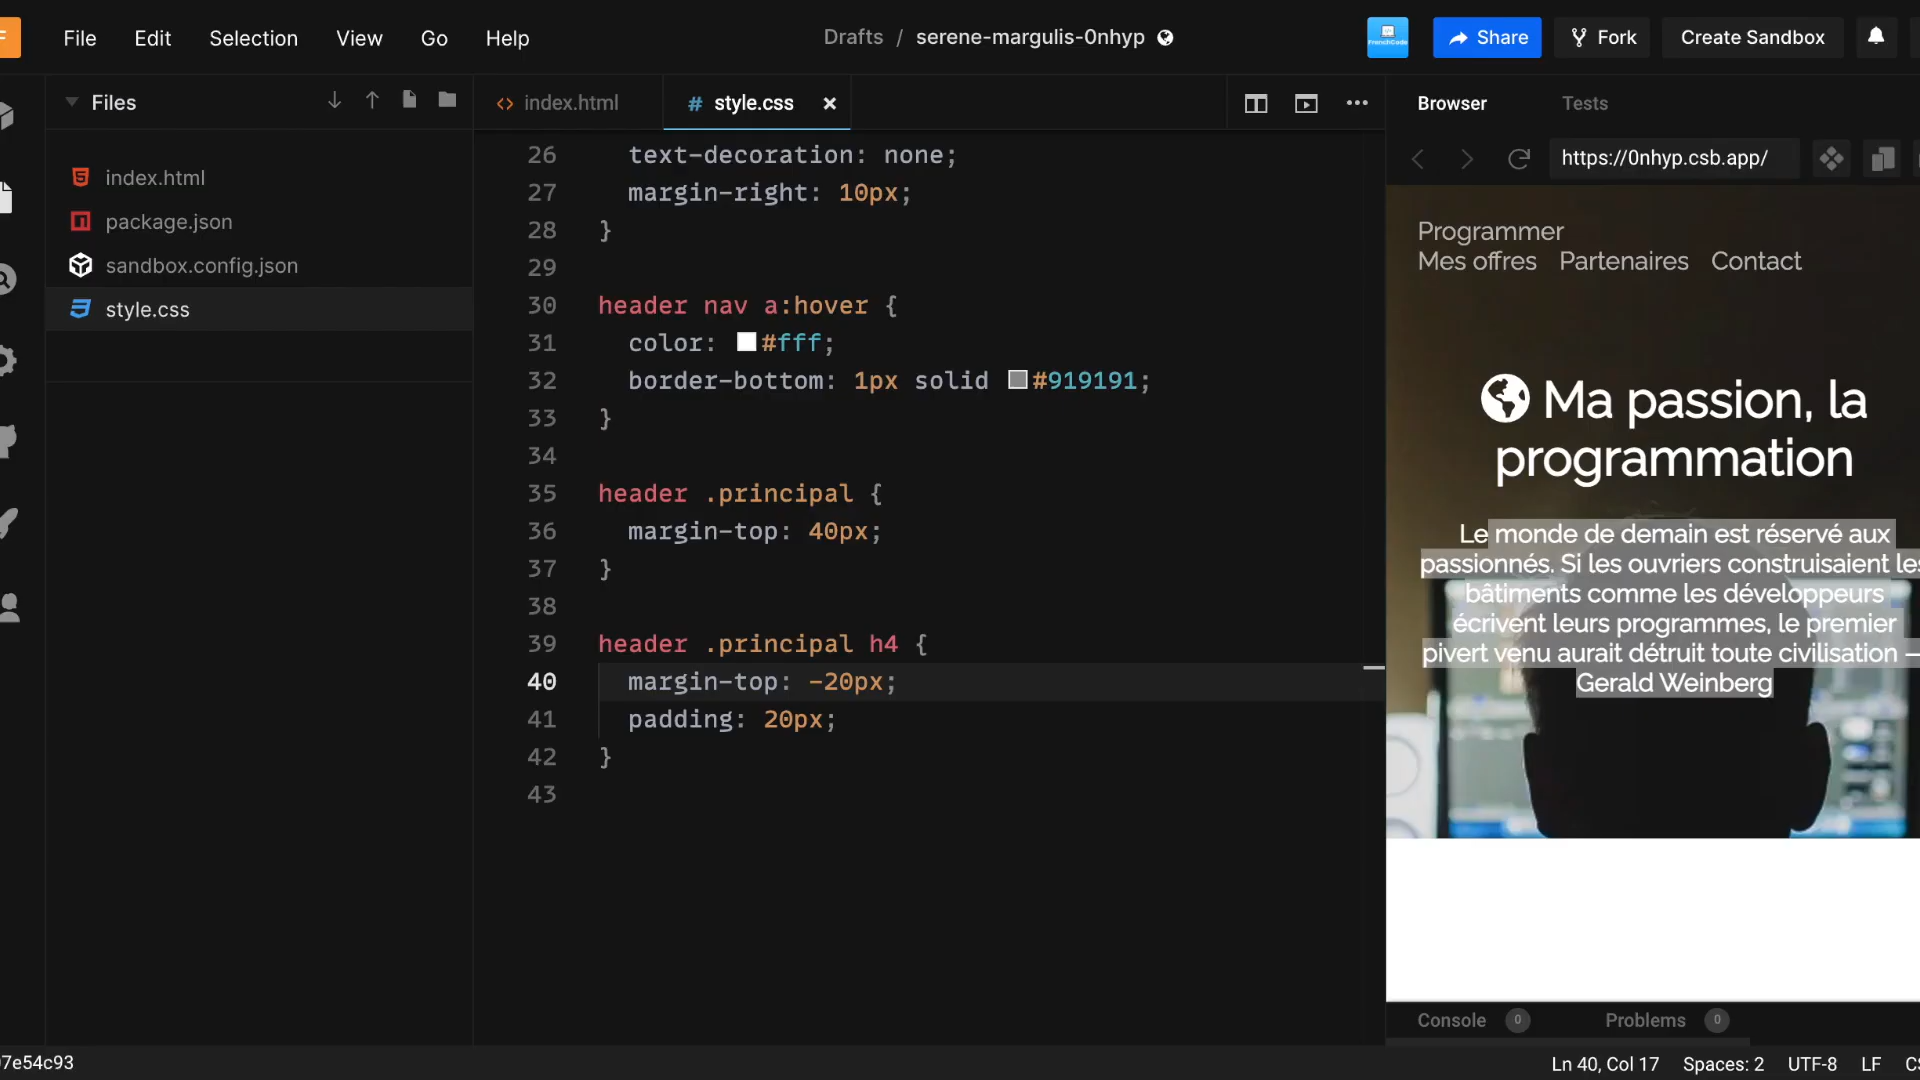 File Edit Selection View Go Help
Drafts / serene-margulis-0nhyp
FrenchCode
Share
Fork
Create Sandbox
Files
index.html
package.json
sandbox.config.json
style.css
index.html
# style.css
26 text-decoration: none;
27 margin-right: 10px;
28 }
29
30 header nav a:hover {
31 color: #fff;
32 border-bottom: 1px solid #919191;
33 }
34
35 header .principal {
36 margin-top: 40px;
37 }
38
39 header .principal h4 {
40 margin-top: -20px;
41 padding: 20px;
42 }
43
Browser Tests
https://0nhyp.csb.app/
Programmer
Mes offres Partenaires Contact
Ma passion, la
programmation
Le monde de demain est réservé aux
passionnés. Si les ouvriers construisaient les
bâtiments comme les développeurs
écrivent leurs programmes, le premier
pivert venu aurait détruit toute civilisation —
Gerald Weinberg
Console 0 Problems 0
7e54c93
Ln 40, Col 17 Spaces: 2 UTF-8 LF